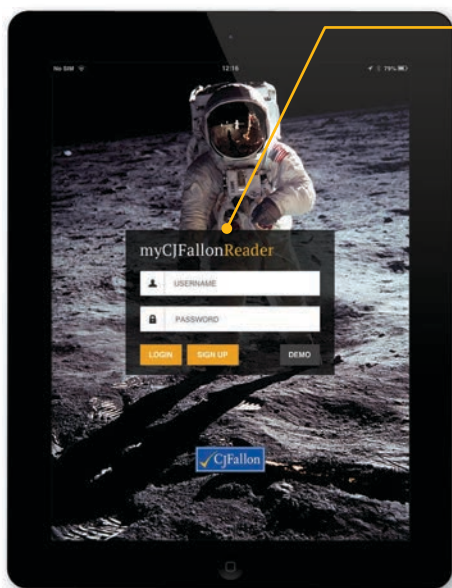 No SIM
12:16
79%
myCJFallonReader
USERNAME
PASSWORD
LOGIN
SIGN UP
DEMO
CJFallon